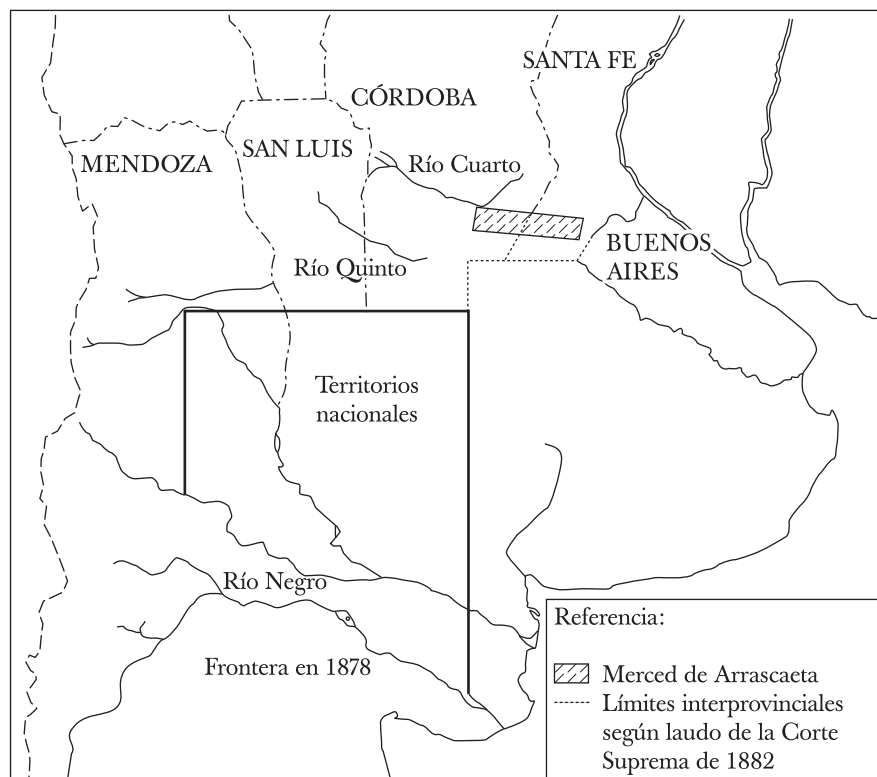 SANTA FE
CÓRDOBA
MENDOZA
SAN LUIS
Río Cuarto
BUENOS
AIRES
Río Quinto
Territorios
nacionales
Río Negro
Frontera en 1878
Referencia:
Merced de Arrascaeta
Límites interprovinciales
según laudo de la Corte
Suprema de 1882